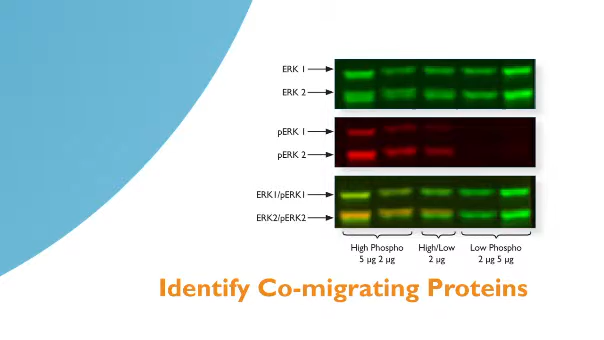 ERK 1
ERK 2
pERK 1
pERK 2
ERK1/pERK1
ERK2/pERK2
High Phospho High/Low Low Phospho
5 µg 2 µg 2 µg 2 µg 5 µg
Identify Co-migrating Proteins